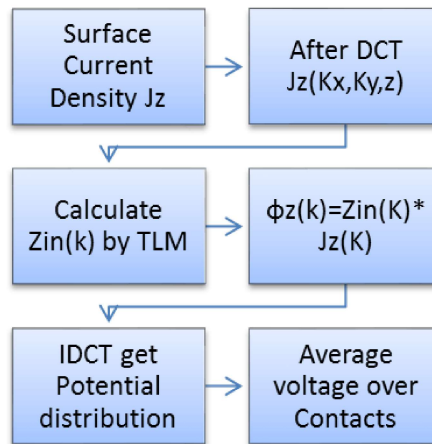 Surface
Current
Density Jz
After DCT
Jz(Kx,Ky,z)
Calculate
Zin(k) by TLM
ϕz(k)=Zin(K)*
Jz(K)
IDCT get
Potential
distribution
Average
voltage over
Contacts